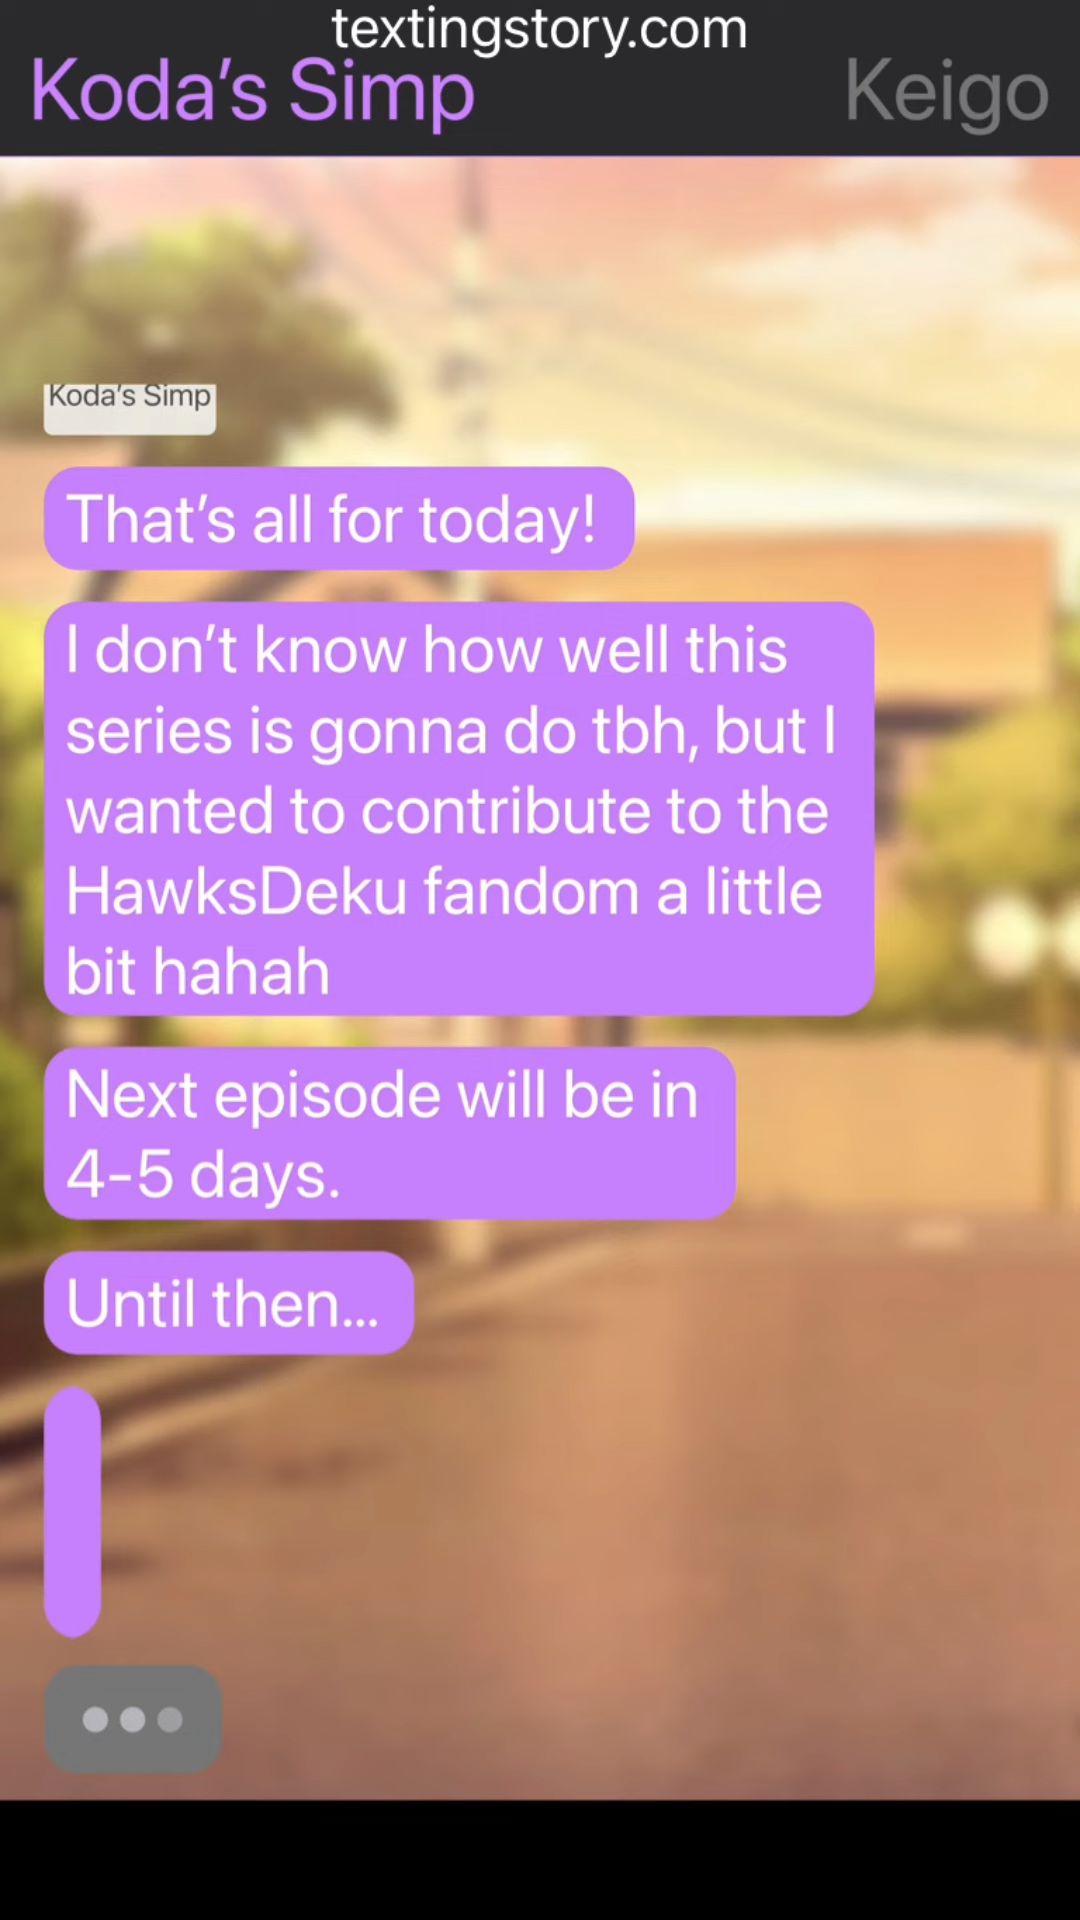 textingstory.com
Koda's Simp
Keigo
Koda's Simp
That's all for today!
I don't know how well this
series is gonna do tbh, but I
wanted to contribute to the
HawksDeku fandom a little
bit hahah
Next episode will be in
4-5 days.
Until then...